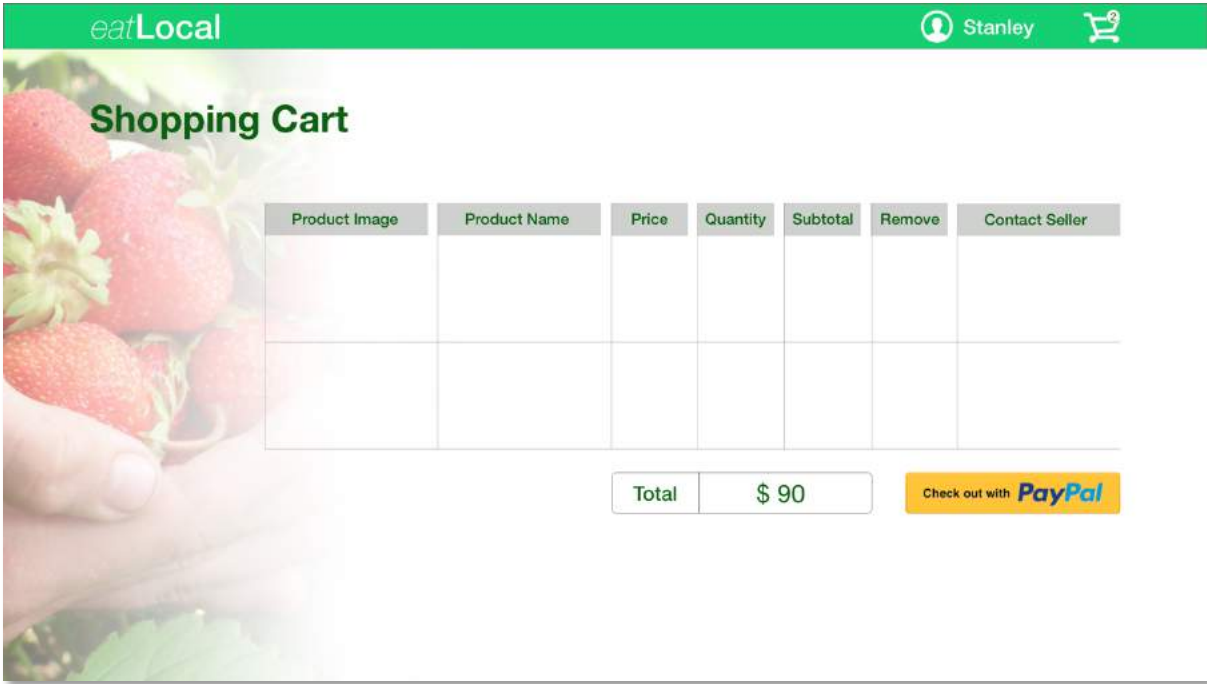 eatLocal
Stanley
2
Shopping Cart
Product Image Product Name Price Quantity Subtotal Remove Contact Seller
Total $ 90
Check out with PayPal